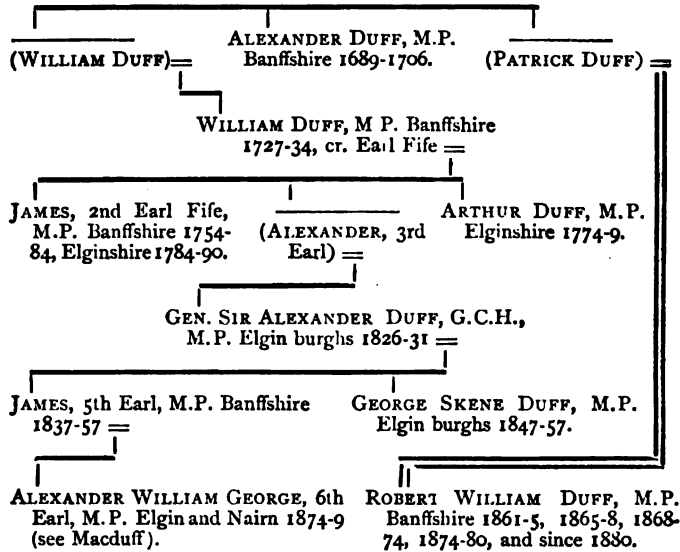 ALEXANDER DUFF, M.P.
Banffshire 1689-1706.
(WILLIAM DUFF)=
(PATRICK DUFF) =
WILLIAM DUFF, M P. Banffshire
1727-34, cr. Earl Fife =
JAMES, 2nd Earl Fife,
M.P. Banffshire 1754-
84, Elginshire 1784-90.
(ALEXANDER, 3rd
Earl) =
ARTHUR DUFF, M.P.
Elginshire 1774-9.
GEN. SIR ALEXANDER DUFF, G.C.H.,
M.P. Elgin burghs 1826-31 =
JAMES, 5th Earl, M.P. Banffshire
1837-57 =
GEORGE SKENE DUFF, M.P.
Elgin burghs 1847-57.
ALEXANDER WILLIAM GEORGE, 6th
Earl, M.P. Elgin and Nairn 1874-9
(see Macduff).
ROBERT WILLIAM DUFF, M.P.
Banffshire 1861-5, 1865-8, 1868-
74, 1874-80, and since 1880.